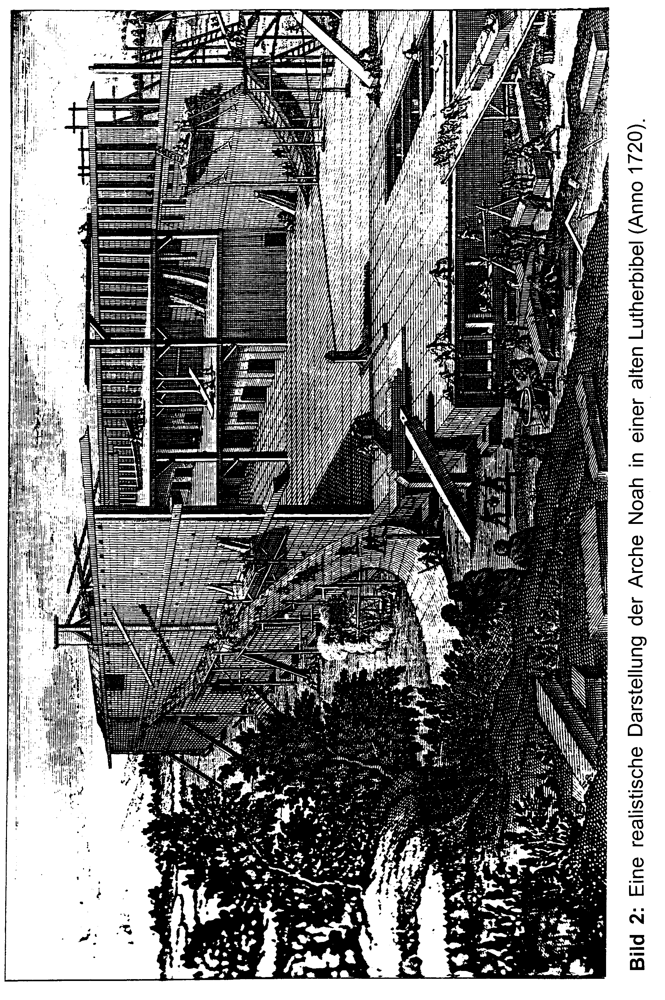 Bild 2: Eine realistische Darstellung der Arche Noah in einer alten Lutherbibel (Anno 1720).